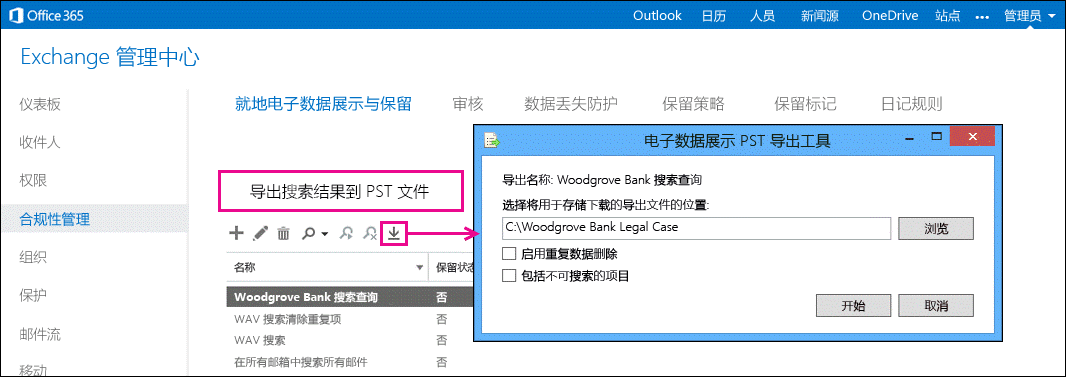 Office 365
Outlook 日历 人员 新闻源 OneDrive 站点 ••• 管理员
Exchange 管理中心
仪表板
收件人
权限
合规性管理
组织
保护
邮件流
移动
就地电子数据展示与保留 审核 数据丢失防护 保留策略 保留标记 日记规则
导出搜索结果到 PST 文件
名称 保留状态
Woodgrove Bank 搜索查询 否
WAV 搜索清除重复项 否
WAV 搜索 否
在所有邮箱中搜索所有邮件 否
电子数据展示 PST 导出工具
导出名称: Woodgrove Bank 搜索查询
选择将用于存储下载的导出文件的位置:
C:\Woodgrove Bank Legal Case
浏览
启用重复数据删除
包括不可搜索的项目
开始 取消